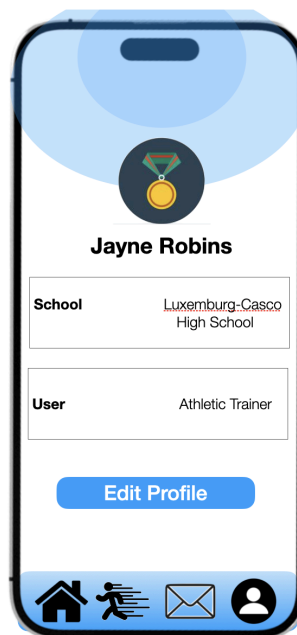 Jayne Robins
School
Luxemburg-Casco
High School
User
Athletic Trainer
Edit Profile